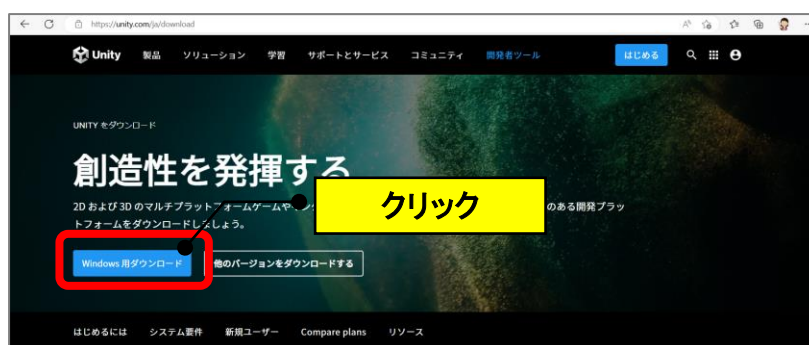 https://unity.com/ja/download
Unity 製品 ソリューション 学習 サポートとサービス コミュニティ 開発者ツール はじめる
UNITY をダウンロード
創造性を発揮する
2D および 3D のマルチプラットフォームゲームや
クリック
のある開発プラッ
トフォームをダウンロードしましょう。
Windows 用ダウンロード 他のバージョンをダウンロードする
はじめるには システム要件 新規ユーザー Compare plans リソース